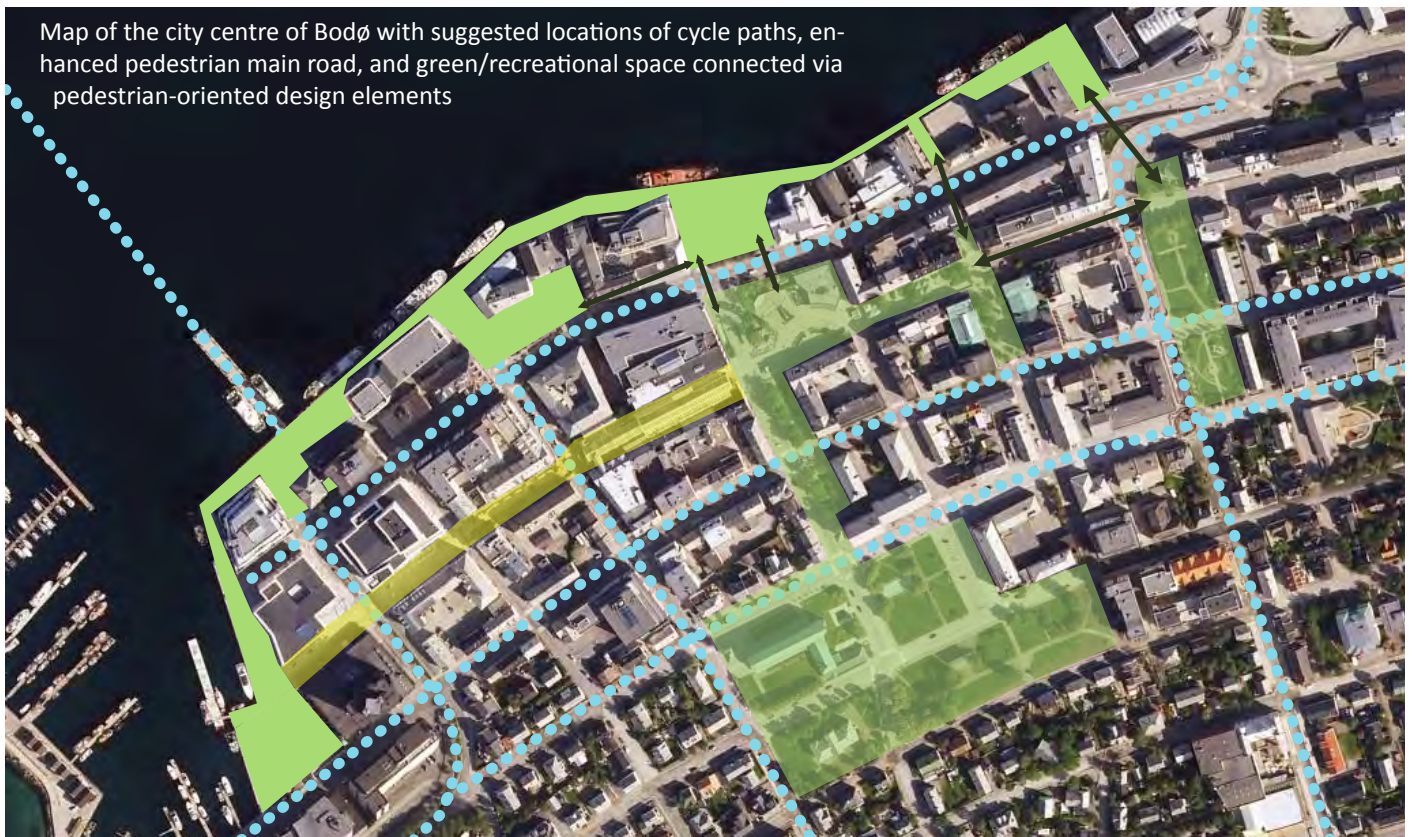 Map of the city centre of Bodø with suggested locations of cycle paths, en-
hanced pedestrian main road, and green/recreational space connected via
pedestrian-oriented design elements